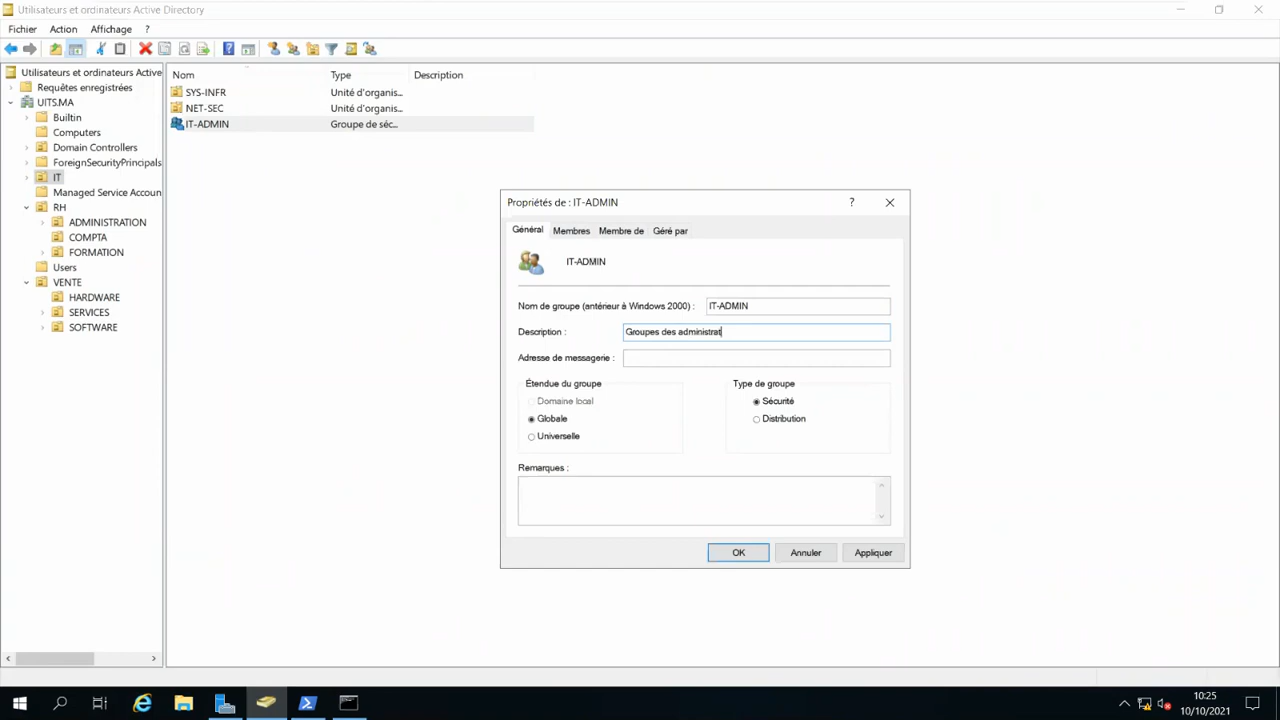 Utilisateurs et ordinateurs Active Directory
Fichier Action Affichage ?
Utilisateurs et ordinateurs Active
Requêtes enregistrées
UITS.MA
Builtin
Computers
Domain Controllers
ForeignSecurityPrincipals
IT
Managed Service Accoun
RH
ADMINISTRATION
COMPTA
FORMATION
Users
VENTE
HARDWARE
SERVICES
SOFTWARE
Nom Type Description
SYS-INFR Unité d'organis...
NET-SEC Unité d'organis...
IT-ADMIN Groupe de séc...
Propriétés de : IT-ADMIN ?
Général Membres Membre de Géré par
IT-ADMIN
Nom de groupe (antérieur à Windows 2000) : IT-ADMIN
Description : Groupes des administrat
Adresse de messagerie :
Étendue du groupe Type de groupe
Domaine local Sécurité
Globale Distribution
Universelle
Remarques :
OK Annuler Appliquer
10:25
10/10/2021